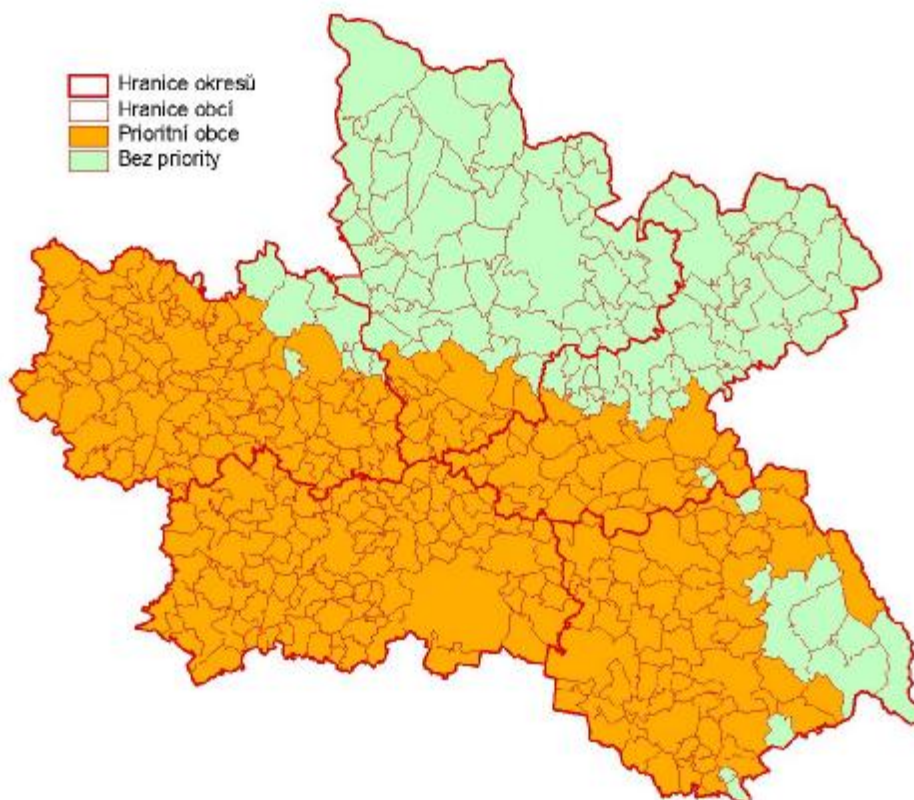 Hranice okresů
Hranice obcí
Prioritní obce
Bez priority